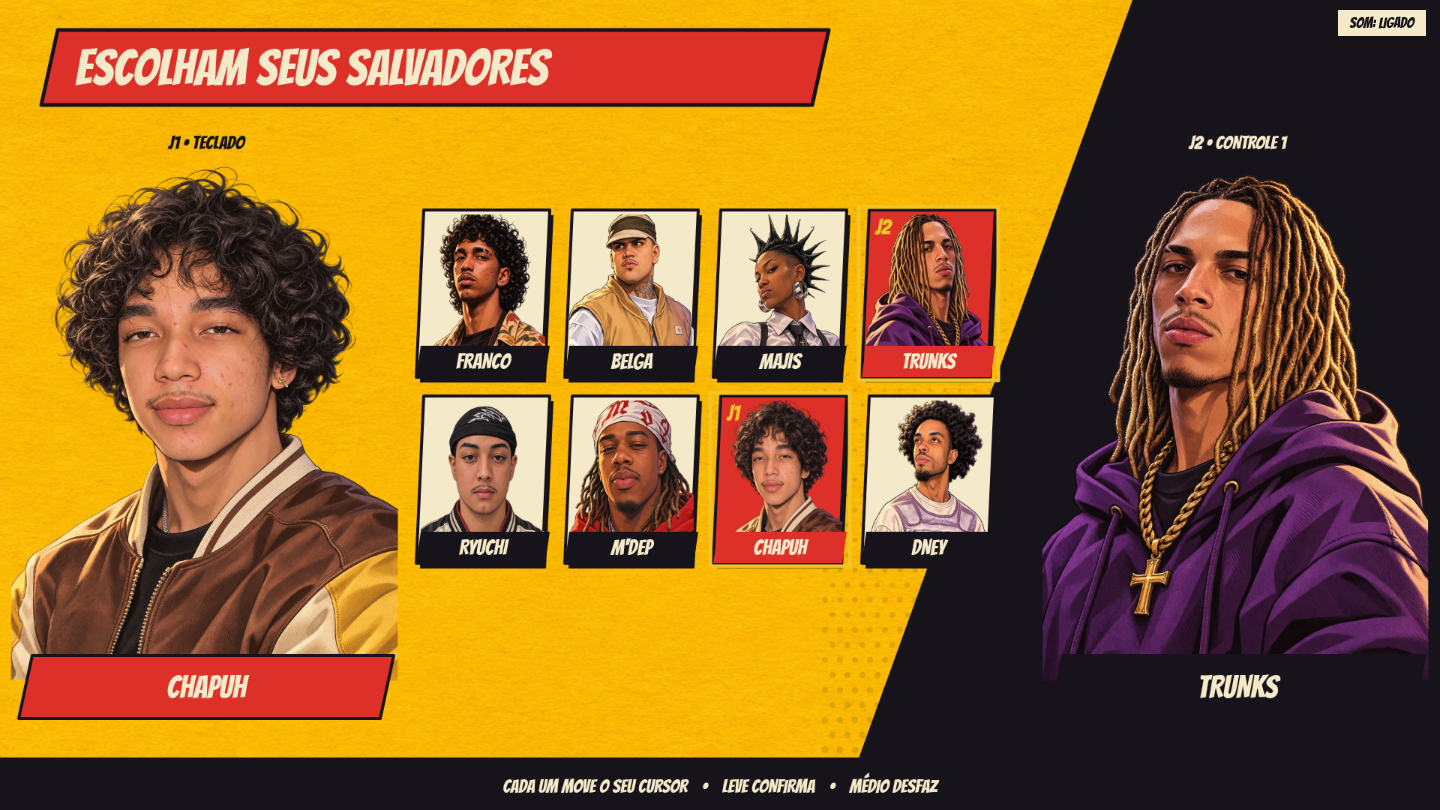 SOM: LIGADO
ESCOLHAM SEUS SALVADORES
J1 • TECLADO
J2 • CONTROLE 1
J2
FRANCO
BELGA
MAJIS
TRUNKS
J1
RYUCHI
M'DEP
CHAPUH
DNEY
CHAPUH
TRUNKS
CADA UM MOVE O SEU CURSOR • LEVE CONFIRMA • MÉDIO DESFAZ